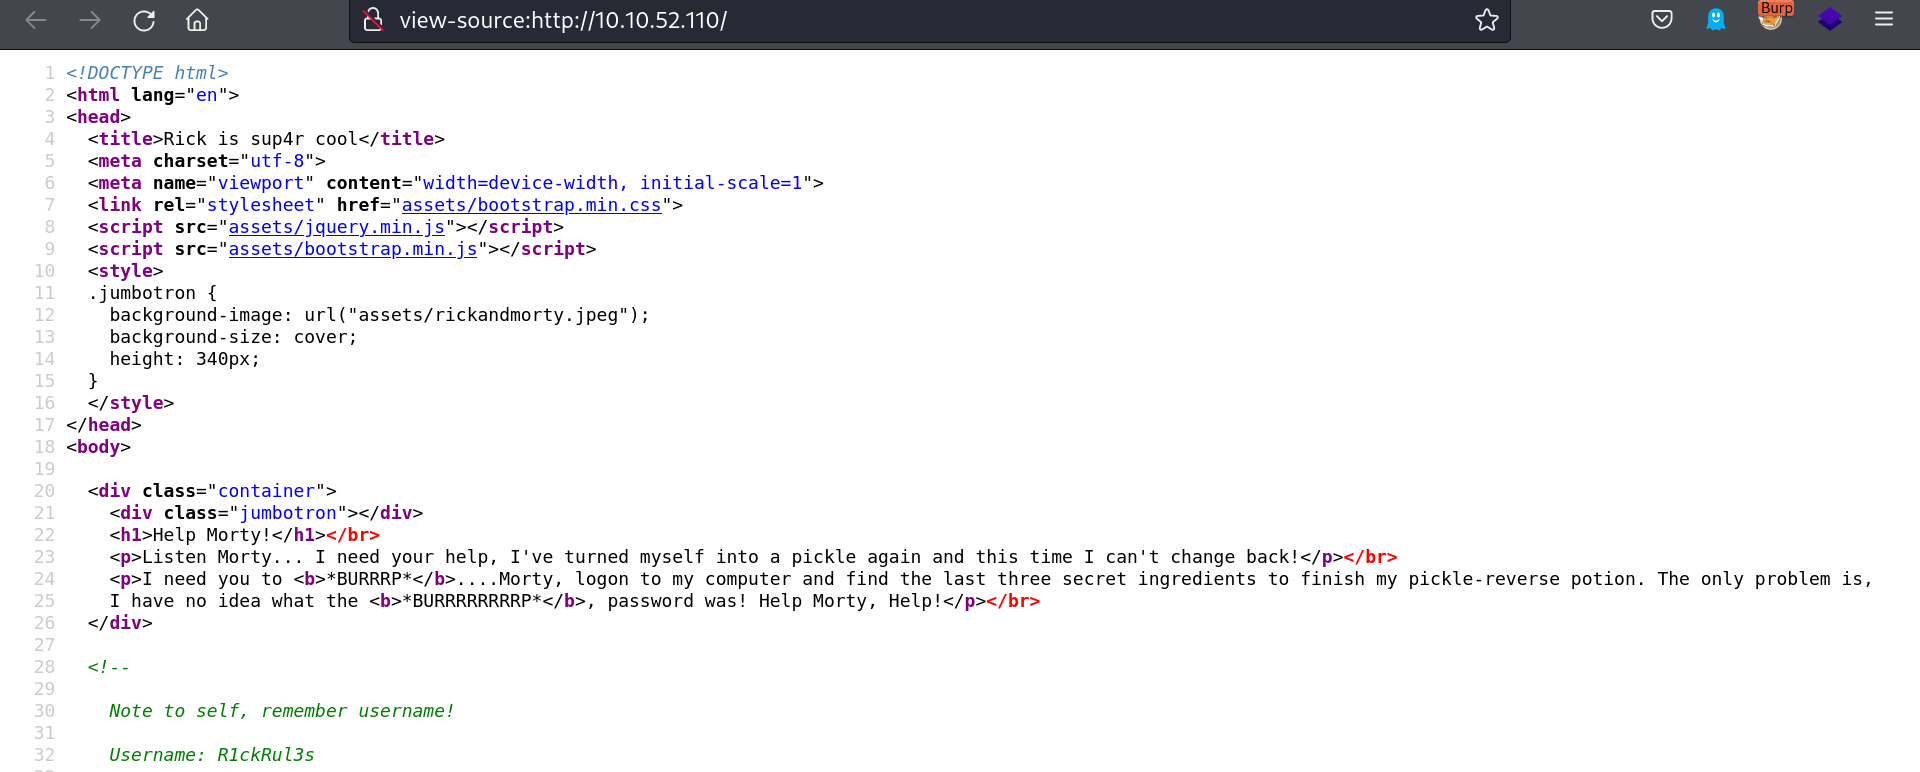 view-source:http://10.10.52.110/
Burp
1 <!DOCTYPE html>
2 <html lang="en">
3 <head>
4   <title>Rick is sup4r cool</title>
5   <meta charset="utf-8">
6   <meta name="viewport" content="width=device-width, initial-scale=1">
7   <link rel="stylesheet" href="assets/bootstrap.min.css">
8   <script src="assets/jquery.min.js"></script>
9   <script src="assets/bootstrap.min.js"></script>
10   <style>
11   .jumbotron {
12     background-image: url("assets/rickandmorty.jpeg");
13     background-size: cover;
14     height: 340px;
15   }
16   </style>
17 </head>
18 <body>
19
20   <div class="container">
21     <div class="jumbotron"></div>
22     <h1>Help Morty!</h1></br>
23     <p>Listen Morty... I need your help, I've turned myself into a pickle again and this time I can't change back!</p></br>
24     <p>I need you to <b>*BURRRP*</b>....Morty, logon to my computer and find the last three secret ingredients to finish my pickle-reverse potion. The only problem is,
25     I have no idea what the <b>*BURRRRRRRRP*</b>, password was! Help Morty, Help!</p></br>
26   </div>
27
28   <!--
29
30     Note to self, remember username!
31
32     Username: R1ckRul3s